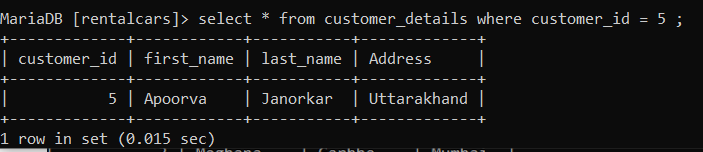 MariaDB [rentalcars]> select * from customer_details where customer_id = 5 ;
+-------------+------------+-----------+-------------+
| customer_id | first_name | last_name | Address     |
+-------------+------------+-----------+-------------+
|           5 | Apoorva    | Janorkar  | Uttarakhand |
+-------------+------------+-----------+-------------+
1 row in set (0.015 sec)